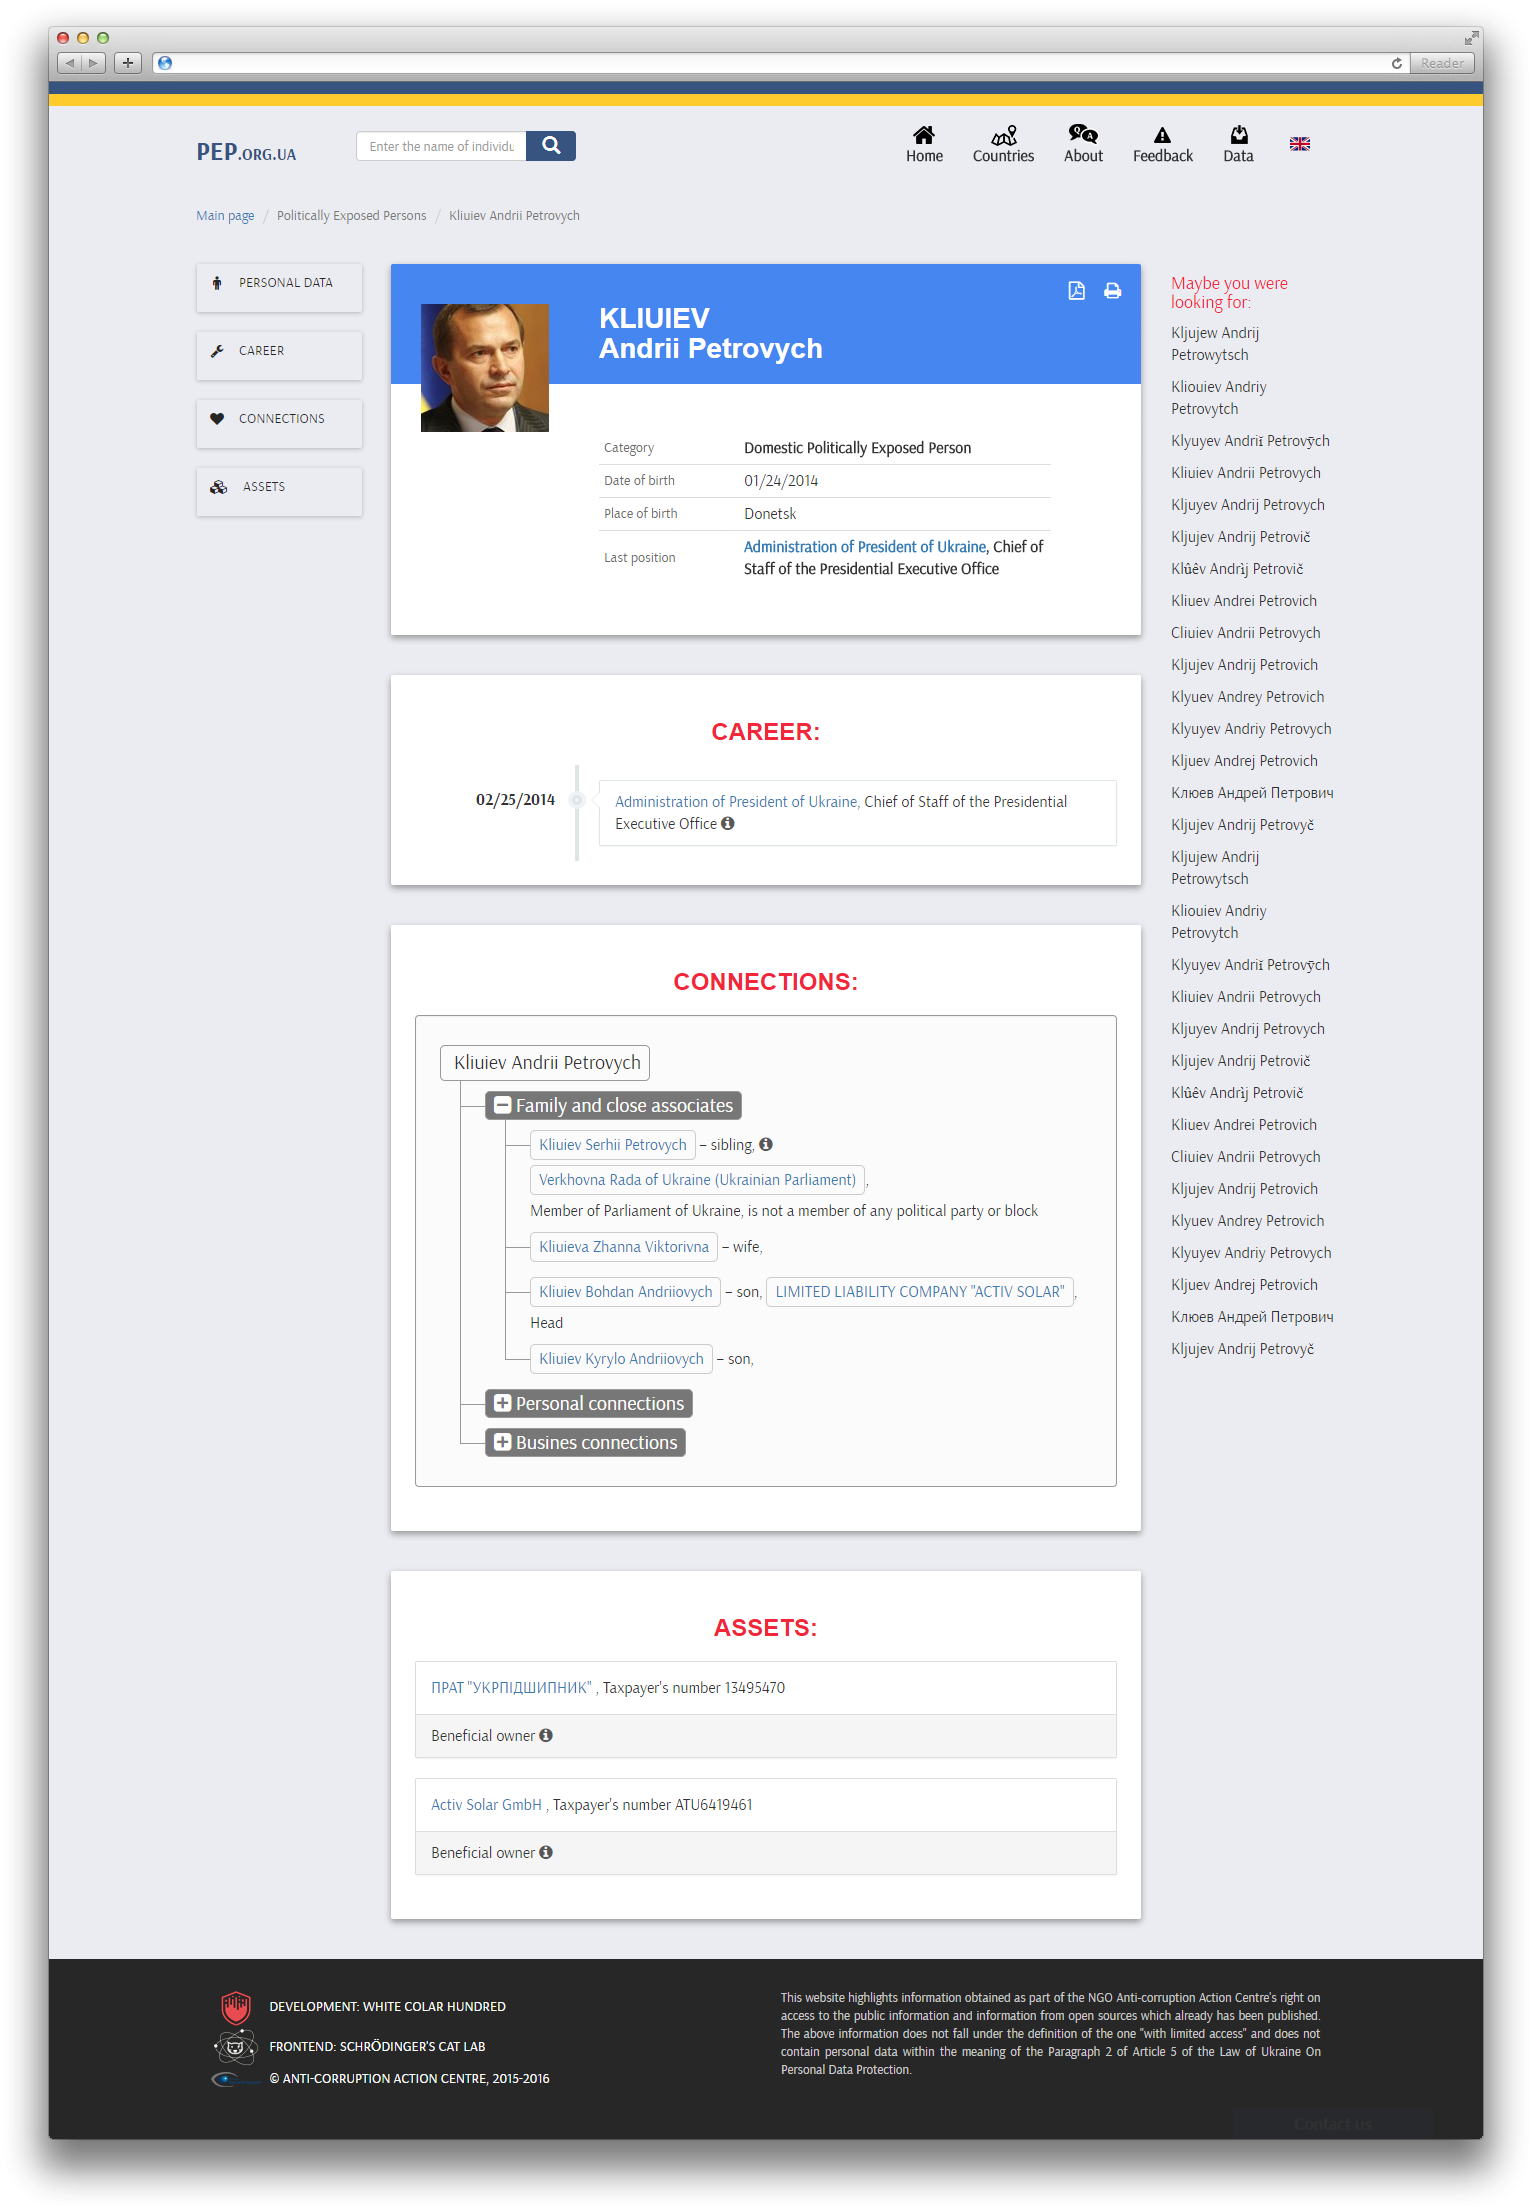 Reader
PEP.ORG.UA
Enter the name of individu
Home
Countries
About
Feedback
Data
Main page / Politically Exposed Persons / Kliuiev Andrii Petrovych
PERSONAL DATA
CAREER
CONNECTIONS
ASSETS
KLIUIEV
Andrii Petrovych
Category Domestic Politically Exposed Person
Date of birth 01/24/2014
Place of birth Donetsk
Last position Administration of President of Ukraine, Chief of
Staff of the Presidential Executive Office
CAREER:
02/25/2014
Administration of President of Ukraine, Chief of Staff of the Presidential
Executive Office
CONNECTIONS:
Kliuiev Andrii Petrovych
Family and close associates
Kliuiev Serhii Petrovych – sibling,
Verkhovna Rada of Ukraine (Ukrainian Parliament),
Member of Parliament of Ukraine, is not a member of any political party or block
Kliuieva Zhanna Viktorivna – wife,
Kliuiev Bohdan Andriiovych – son, LIMITED LIABILITY COMPANY "ACTIV SOLAR",
Head
Kliuiev Kyrylo Andriiovych – son,
Personal connections
Busines connections
ASSETS:
ПРАТ "УКРПІДШИПНИК" , Taxpayer's number 13495470
Beneficial owner
Activ Solar GmbH , Taxpayer's number ATU6419461
Beneficial owner
Maybe you were
looking for:
Kljujew Andrij
Petrowytsch
Kliouiev Andriy
Petrovytch
Klyuyev Andriĭ Petrovȳch
Kliuiev Andrii Petrovych
Kljuyev Andrij Petrovych
Kljujev Andrij Petrovič
Klûêv Andrìj Petrovič
Kliuev Andrei Petrovich
Cliuiev Andrii Petrovych
Kljujev Andrij Petrovich
Klyuev Andrey Petrovich
Klyuyev Andriy Petrovych
Kljuev Andrej Petrovich
Клюев Андрей Петрович
Kljujev Andrij Petrovyč
Kljujew Andrij
Petrowytsch
Kliouiev Andriy
Petrovytch
Klyuyev Andriĭ Petrovȳch
Kliuiev Andrii Petrovych
Kljuyev Andrij Petrovych
Kljujev Andrij Petrovič
Klûêv Andrìj Petrovič
Kliuev Andrei Petrovich
Cliuiev Andrii Petrovych
Kljujev Andrij Petrovich
Klyuev Andrey Petrovich
Klyuyev Andriy Petrovych
Kljuev Andrej Petrovich
Клюев Андрей Петрович
Kljujev Andrij Petrovyč
DEVELOPMENT: WHITE COLAR HUNDRED
FRONTEND: SCHRÖDINGER'S CAT LAB
© ANTI-CORRUPTION ACTION CENTRE, 2015-2016
This website highlights information obtained as part of the NGO Anti-corruption Action Centre's right on
access to the public information and information from open sources which already has been published.
The above information does not fall under the definition of the one "with limited access" and does not
contain personal data within the meaning of the Paragraph 2 of Article 5 of the Law of Ukraine On
Personal Data Protection.
Contact us